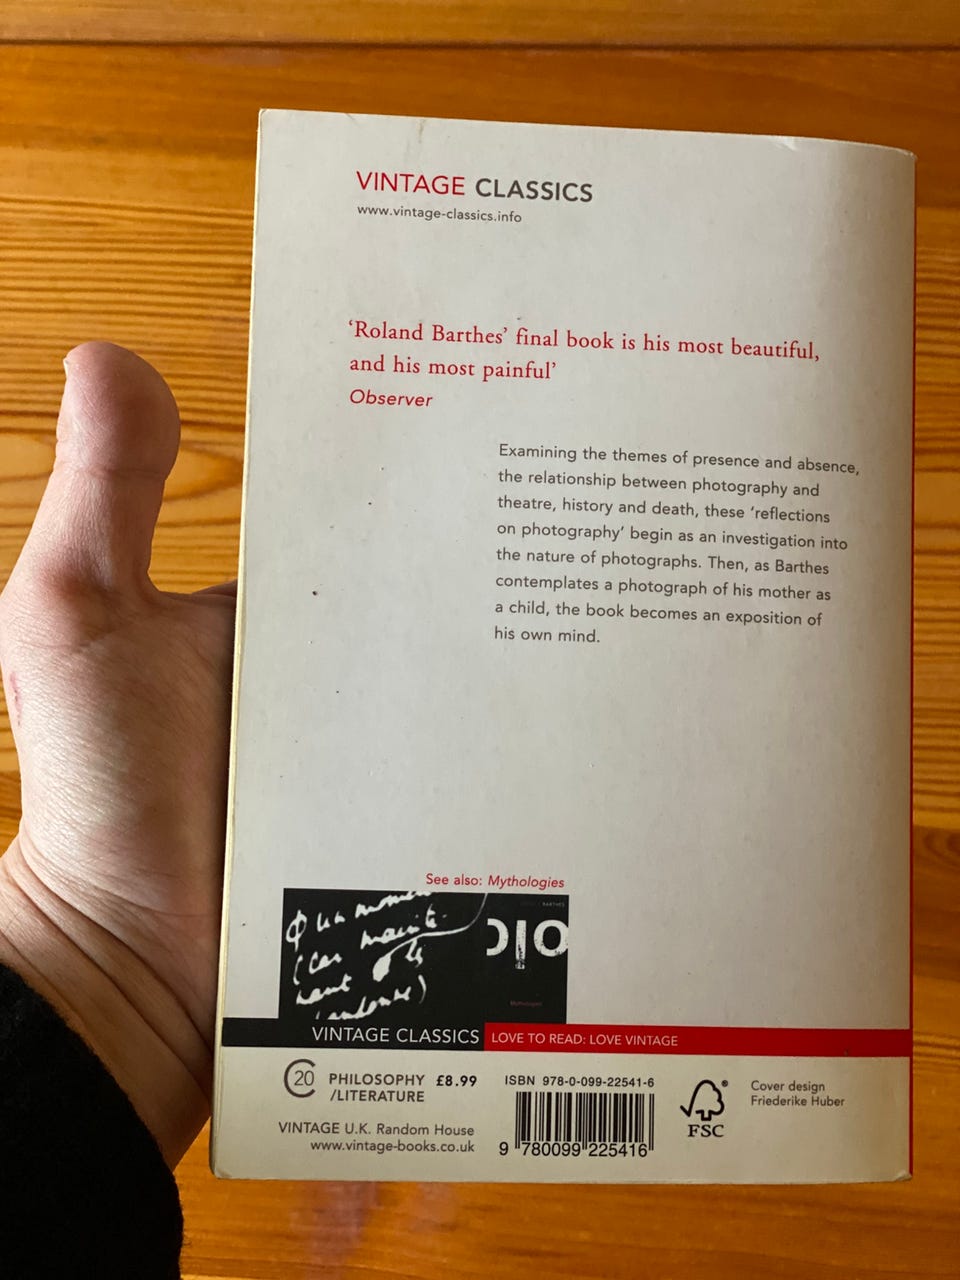 VINTAGE CLASSICS
www.vintage-classics.info
‘Roland Barthes’ final book is his most beautiful,
and his most painful’
Observer
Examining the themes of presence and absence,
the relationship between photography and
theatre, history and death, these ‘reflections
on photography’ begin as an investigation into
the nature of photographs. Then, as Barthes
contemplates a photograph of his mother as
a child, the book becomes an exposition of
his own mind.
See also: Mythologies
BARTHES
Mythologies
VINTAGE CLASSICS LOVE TO READ: LOVE VINTAGE
C20 PHILOSOPHY £8.99
/LITERATURE
VINTAGE U.K. Random House
www.vintage-books.co.uk
ISBN 978-0-099-22541-6
9 780099 225416
FSC
Cover design
Friederike Huber